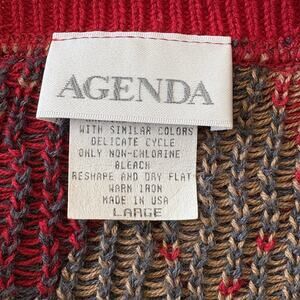 AGENDA
WITH SIMILAR COLORS
DELICATE CYCLE
ONLY NON-CHLORINE
BLEACH
RESHAPE AND DRY FLAT
WARM IRON
MADE IN USA
LARGE